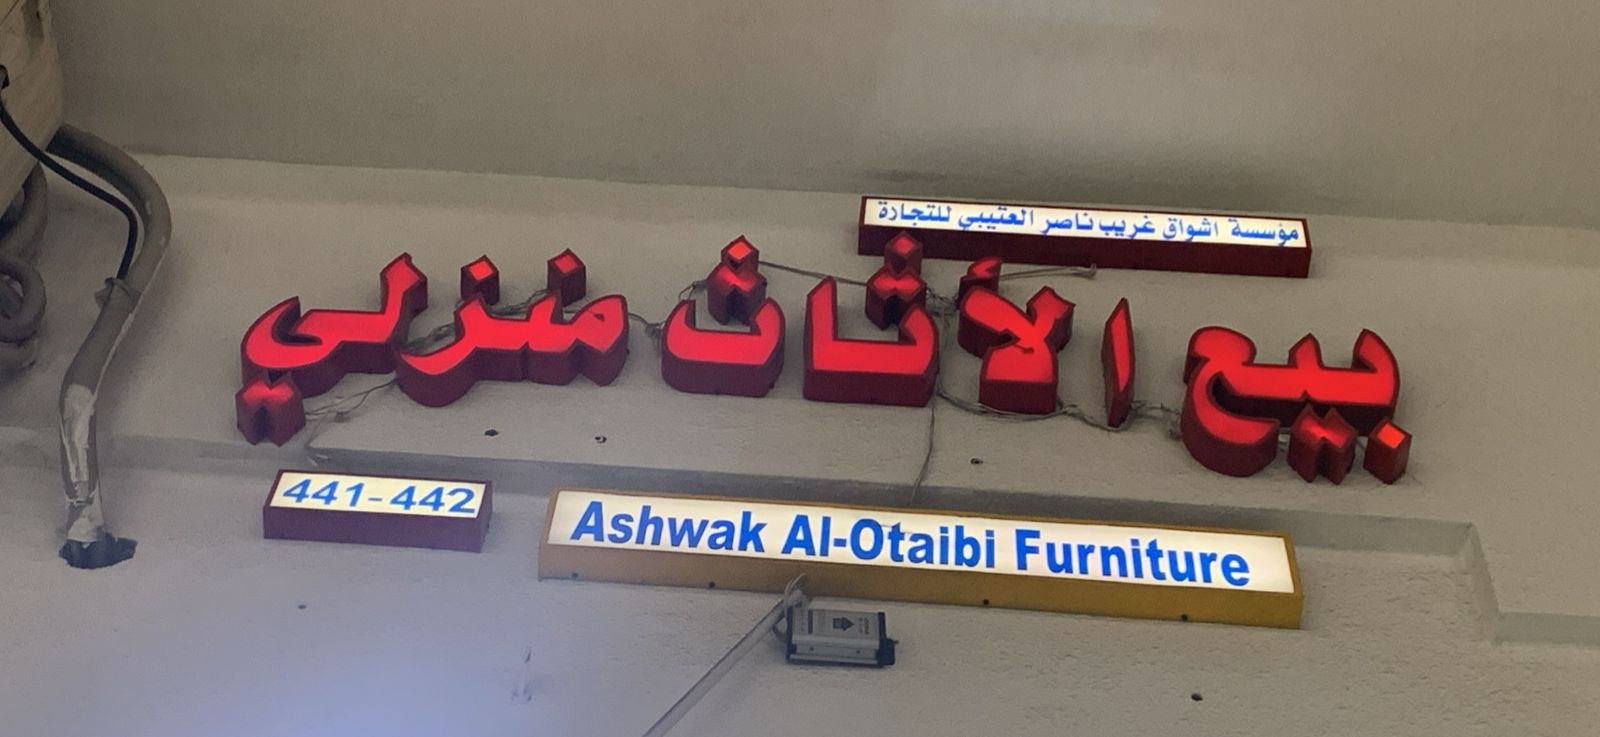 مؤسسة اشواق غريب ناصر العتيبي للتجارة
بيع الأثاث منزلي
441-442
Ashwak Al-Otaibi Furniture